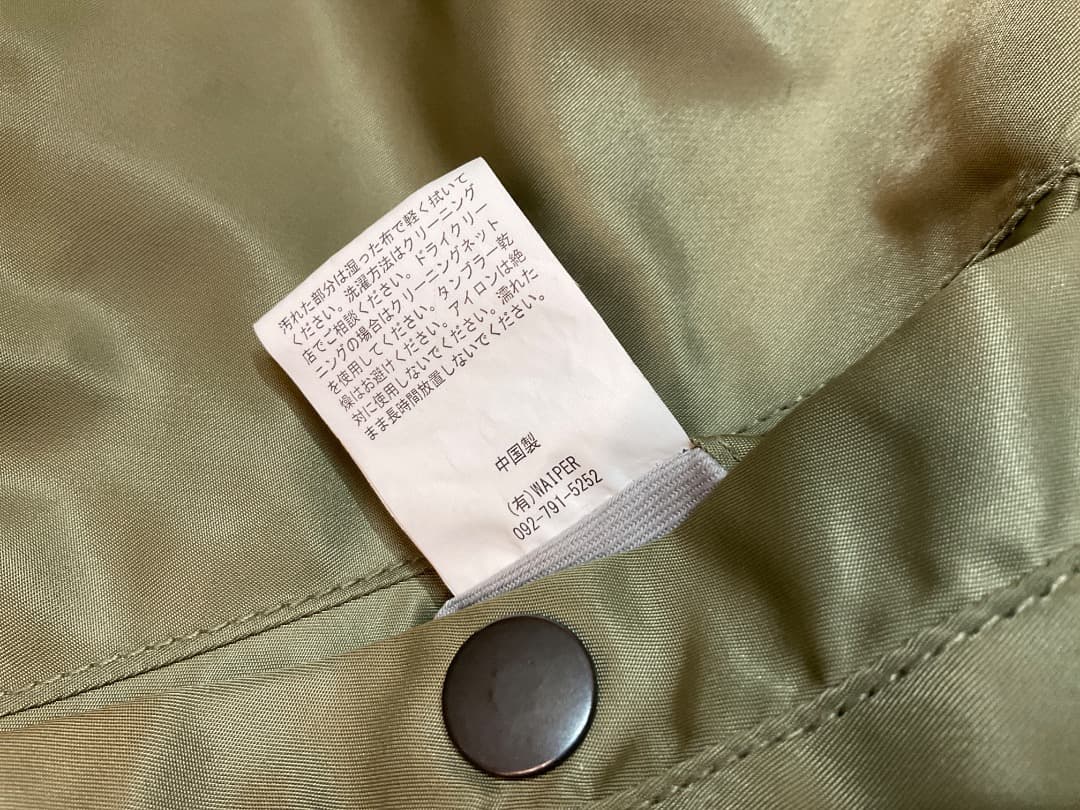 汚れた部分は湿った布で軽く拭いて
ください。洗濯方法はクリーニング
店でご相談ください。ドライクリー
ニングの場合はクリーニングネット
を使用してください。タンブラー乾
燥はお避けください。アイロンは絶
対に使用しないでください。濡れた
まま長時間放置しないでください。
中国製
(有)WAIPER
092-791-5252